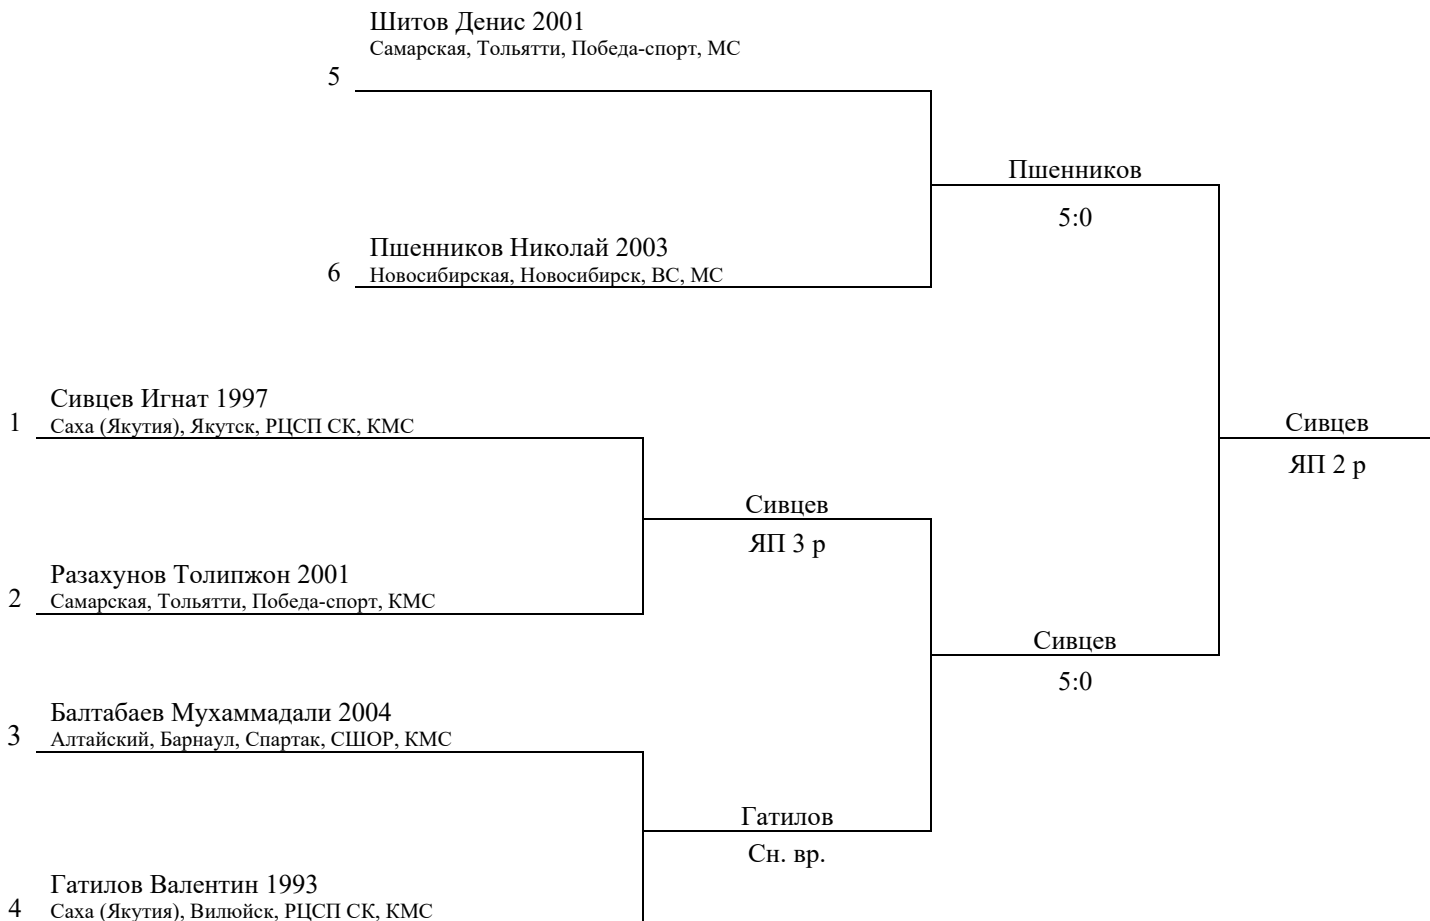 Шитов Денис 2001
Самарская, Тольятти, Победа-спорт, МС
5
Пшенников
5:0
Пшенников Николай 2003
6 Новосибирская, Новосибирск, ВС, МС
Сивцев Игнат 1997
1 Саха (Якутия), Якутск, РЦСП СК, КМС
Сивцев
ЯП 2 р
Сивцев
ЯП 3 р
Разахунов Толипжон 2001
2 Самарская, Тольятти, Победа-спорт, КМС
Сивцев
5:0
Балтабаев Мухаммадали 2004
3 Алтайский, Барнаул, Спартак, СШОР, КМС
Гатилов
Сн. вр.
Гатилов Валентин 1993
4 Саха (Якутия), Вилюйск, РЦСП СК, КМС